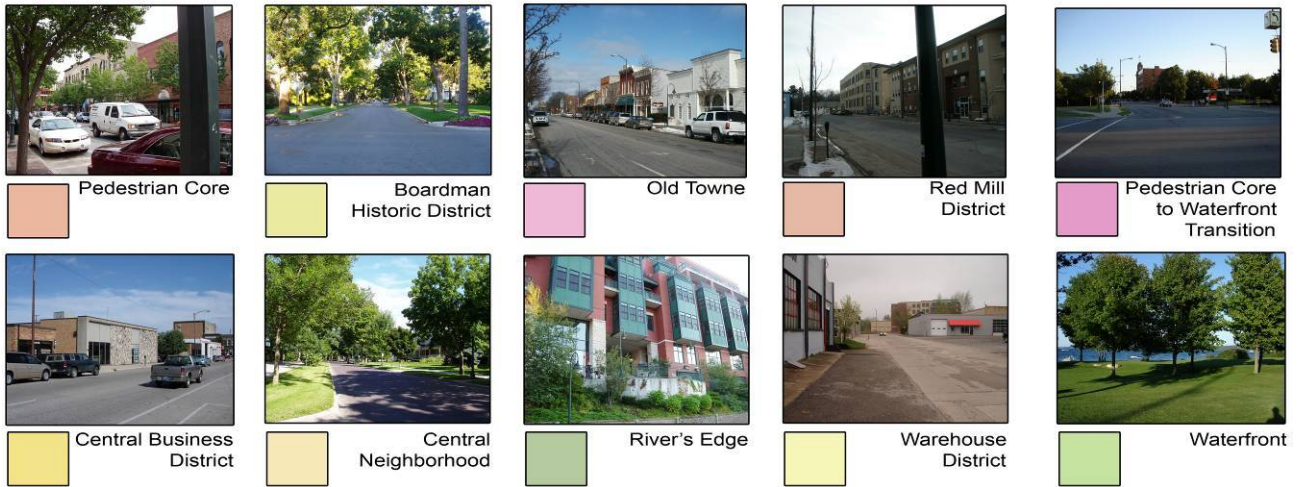 Pedestrian Core
Boardman
Historic District
Old Towne
Red Mill
District
Pedestrian Core
to Waterfront
Transition
Central Business
District
Central
Neighborhood
River's Edge
Warehouse
District
Waterfront